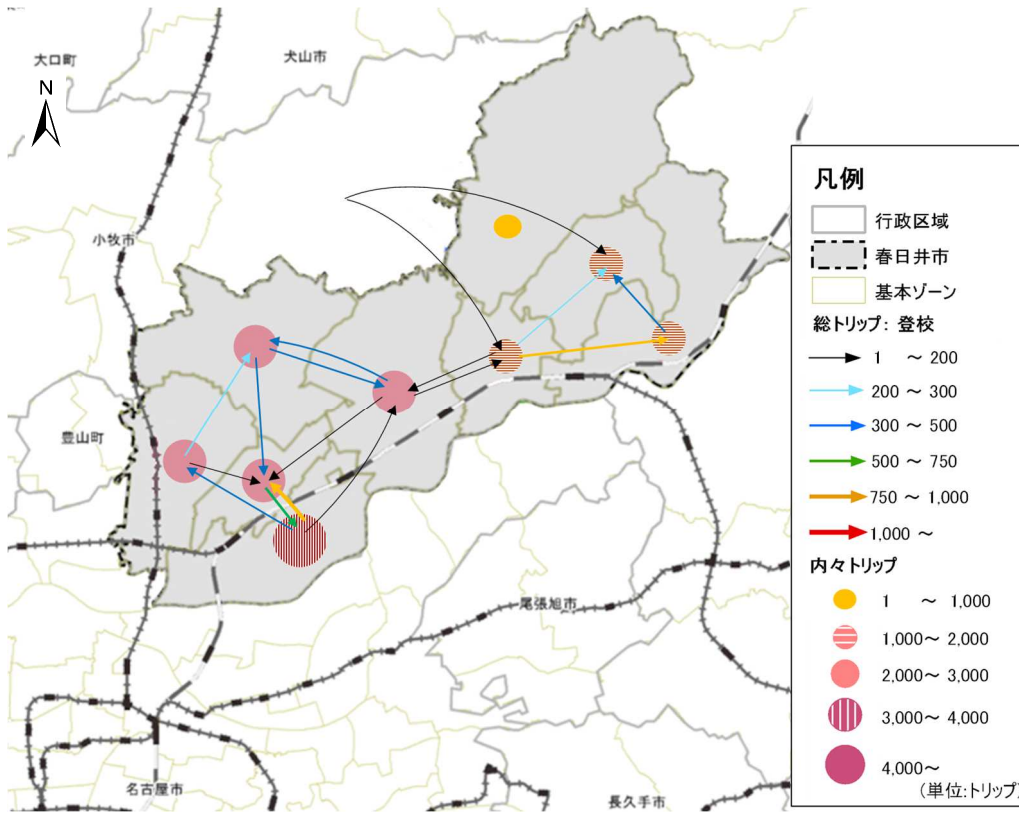 大口町
犬山市
N
小牧市
豊山町
尾張旭市
名古屋市
長久手市
凡例
行政区域
春日井市
基本ゾーン
総トリップ: 登校
1 ～ 200
200 ～ 300
300 ～ 500
500 ～ 750
750 ～ 1,000
1,000 ～
内々トリップ
1 ～ 1,000
1,000～ 2,000
2,000～ 3,000
3,000～ 4,000
4,000～
(単位:トリップ)